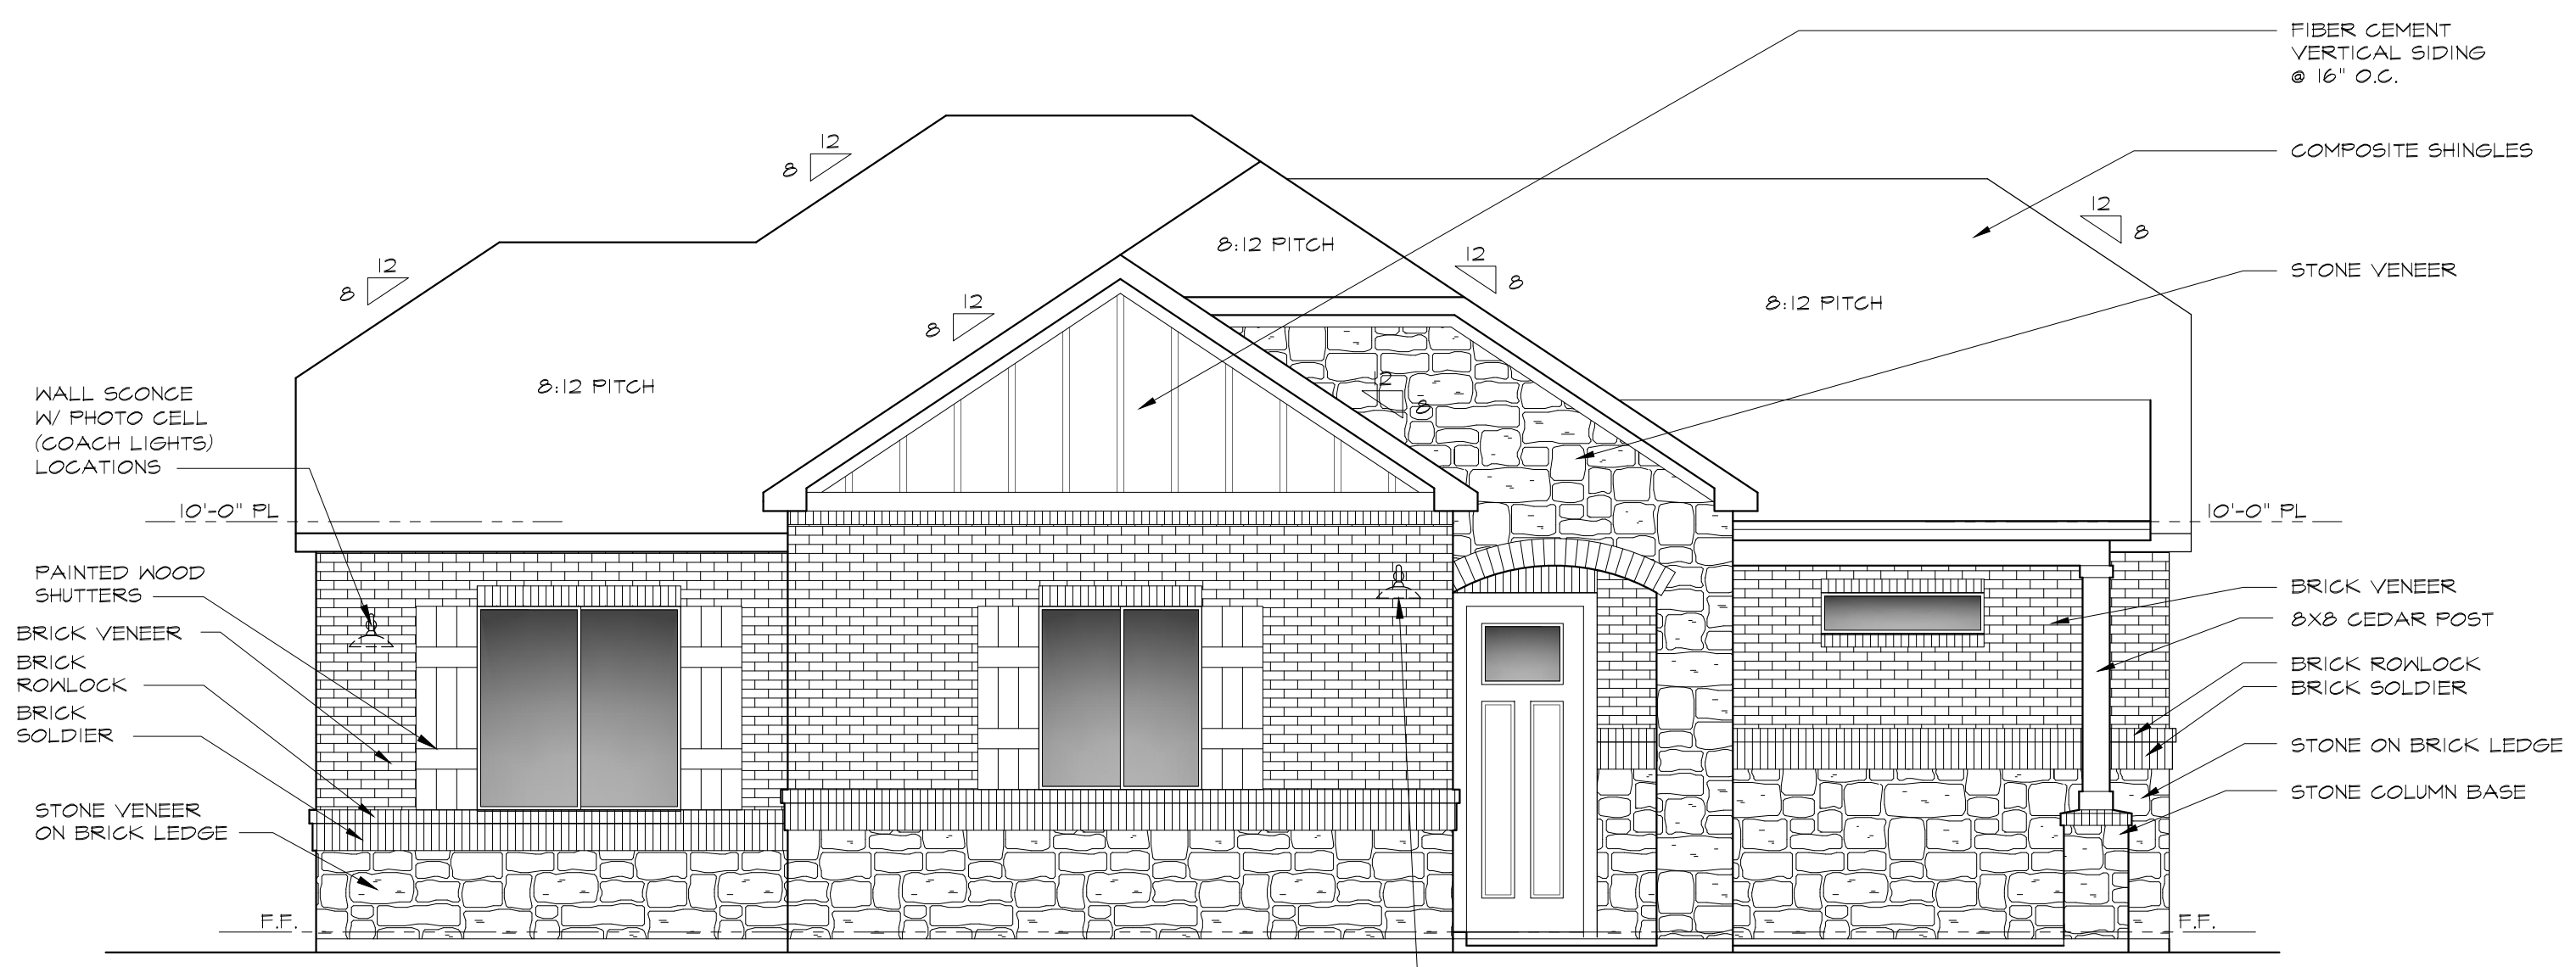 FIBER CEMENT
VERTICAL SIDING
@ 16" O.C.
12
8
COMPOSITE SHINGLES
12
8
8:12 PITCH
12
8
STONE VENEER
12
8
8:12 PITCH
12
8
8:12 PITCH
12
8
WALL SCONCE
W/ PHOTO CELL
(COACH LIGHTS)
LOCATIONS
10'-0" PL
10'-0" PL
PAINTED WOOD
SHUTTERS
BRICK VENEER
BRICK
ROWLOCK
BRICK
SOLDIER
STONE VENEER
ON BRICK LEDGE
F.F.
BRICK VENEER
8X8 CEDAR POST
BRICK ROWLOCK
BRICK SOLDIER
STONE ON BRICK LEDGE
STONE COLUMN BASE
F.F.